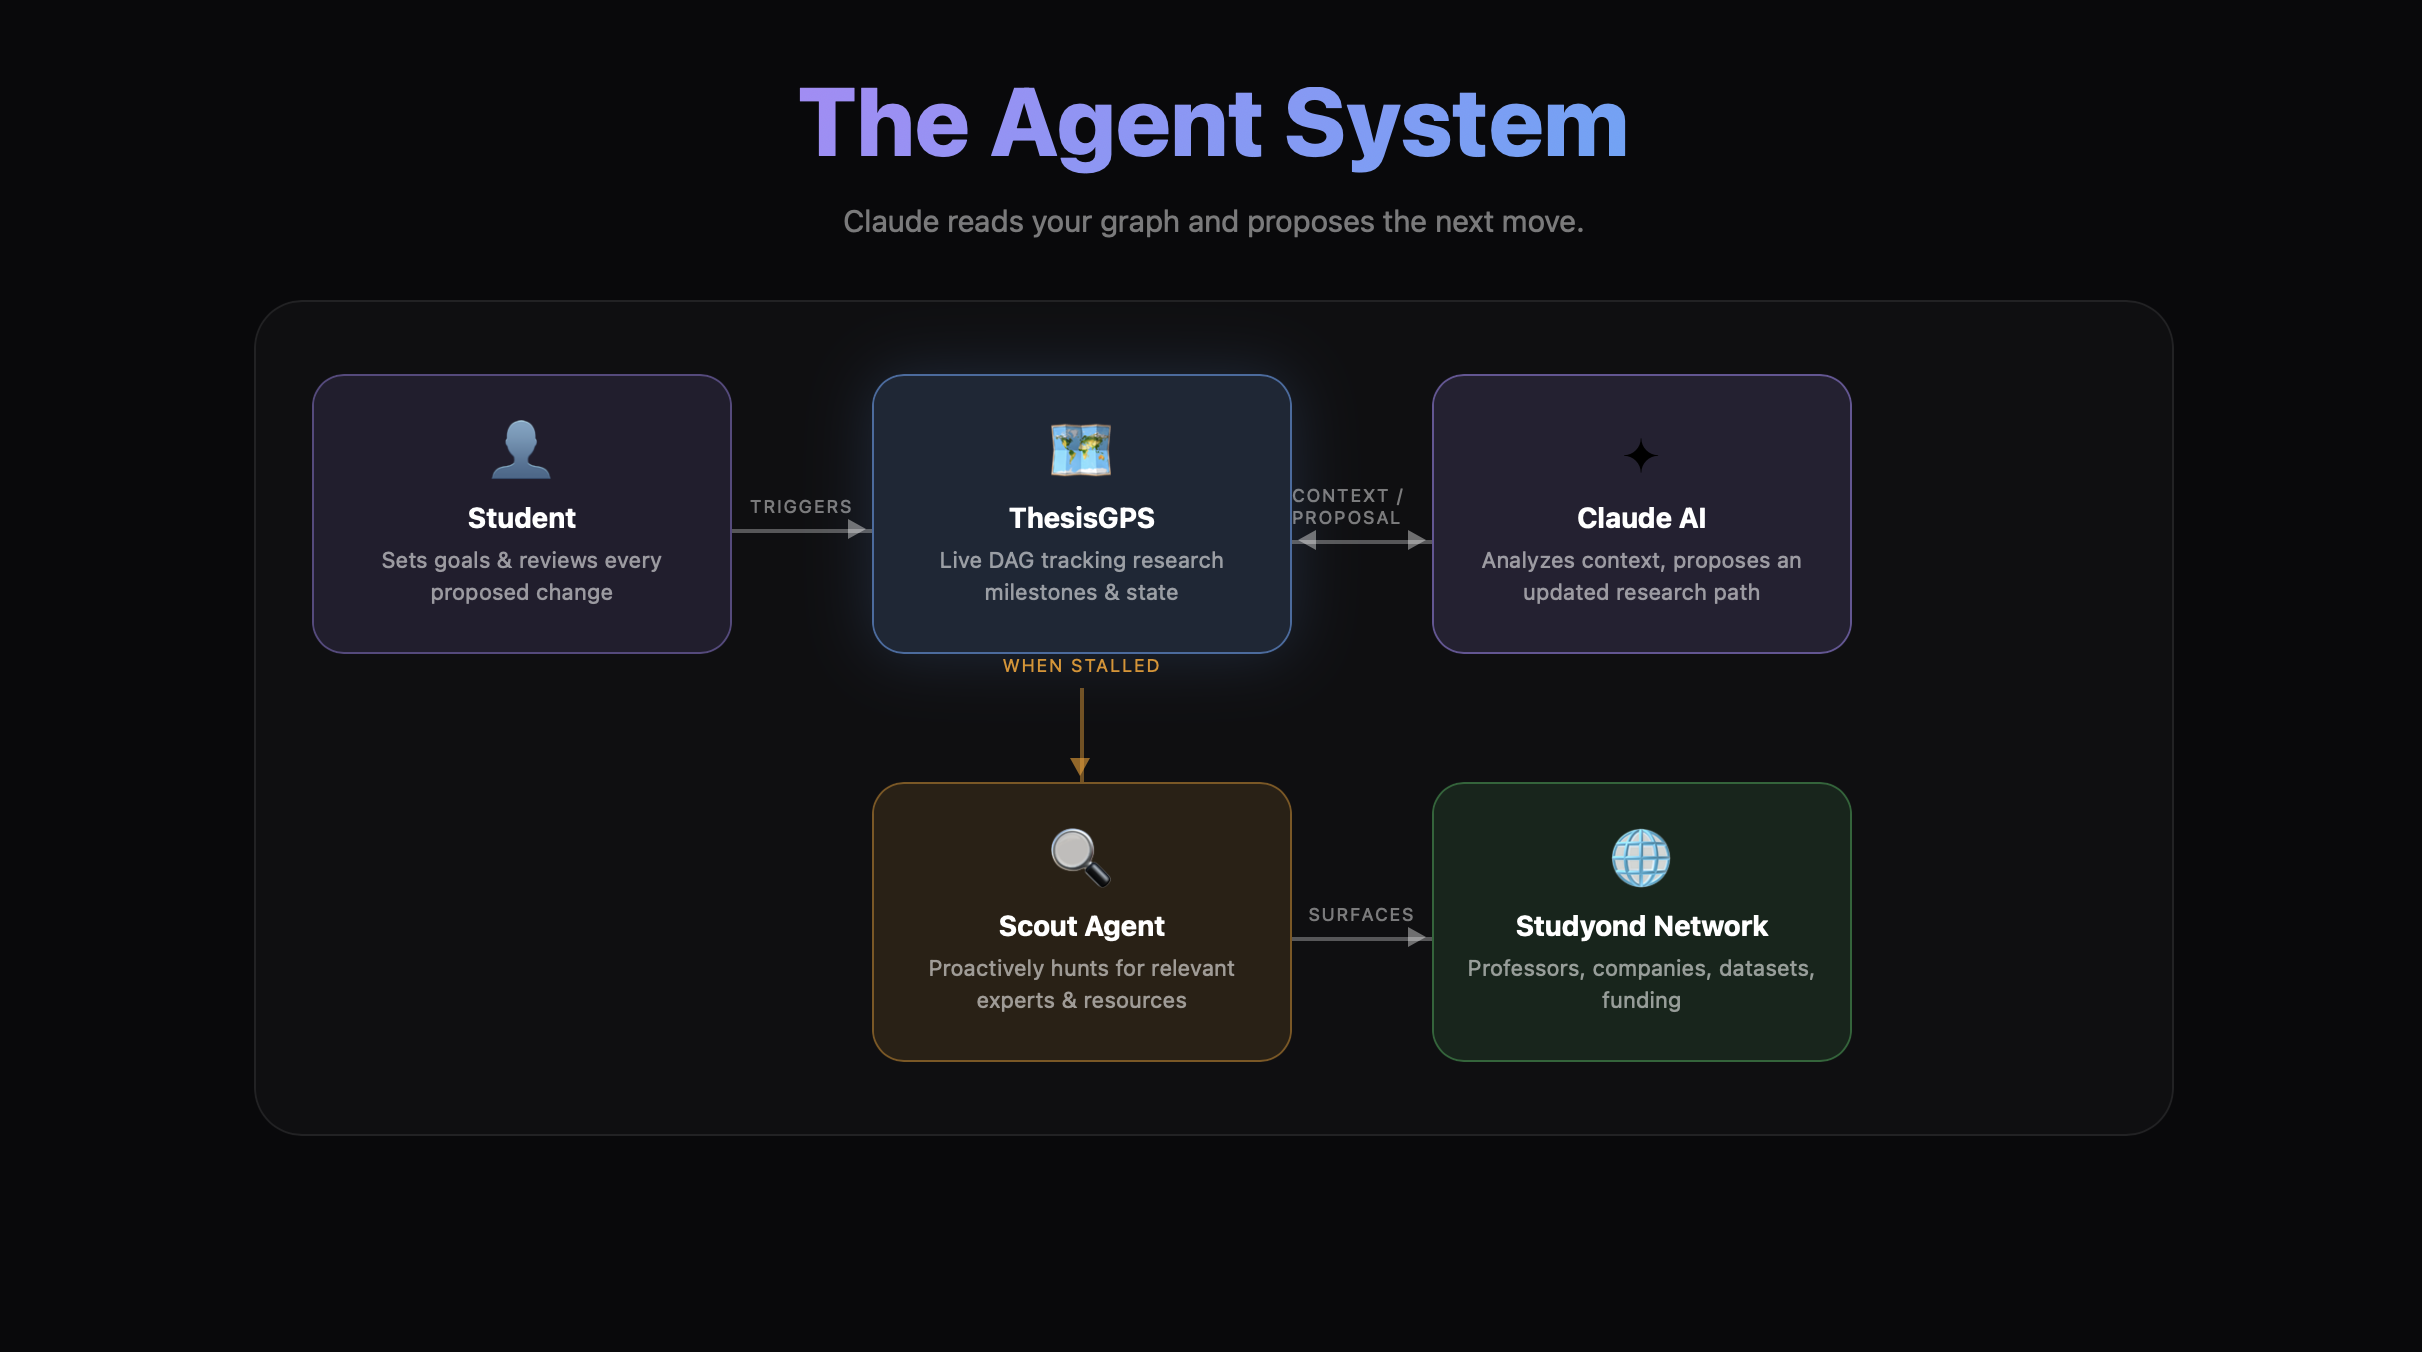 The Agent System
Claude reads your graph and proposes the next move.
Student
Sets goals & reviews every
proposed change
TRIGGERS
ThesisGPS
Live DAG tracking research
milestones & state
CONTEXT /
PROPOSAL
Claude AI
Analyzes context, proposes an
updated research path
WHEN STALLED
Scout Agent
Proactively hunts for relevant
experts & resources
SURFACES
Studyond Network
Professors, companies, datasets,
funding